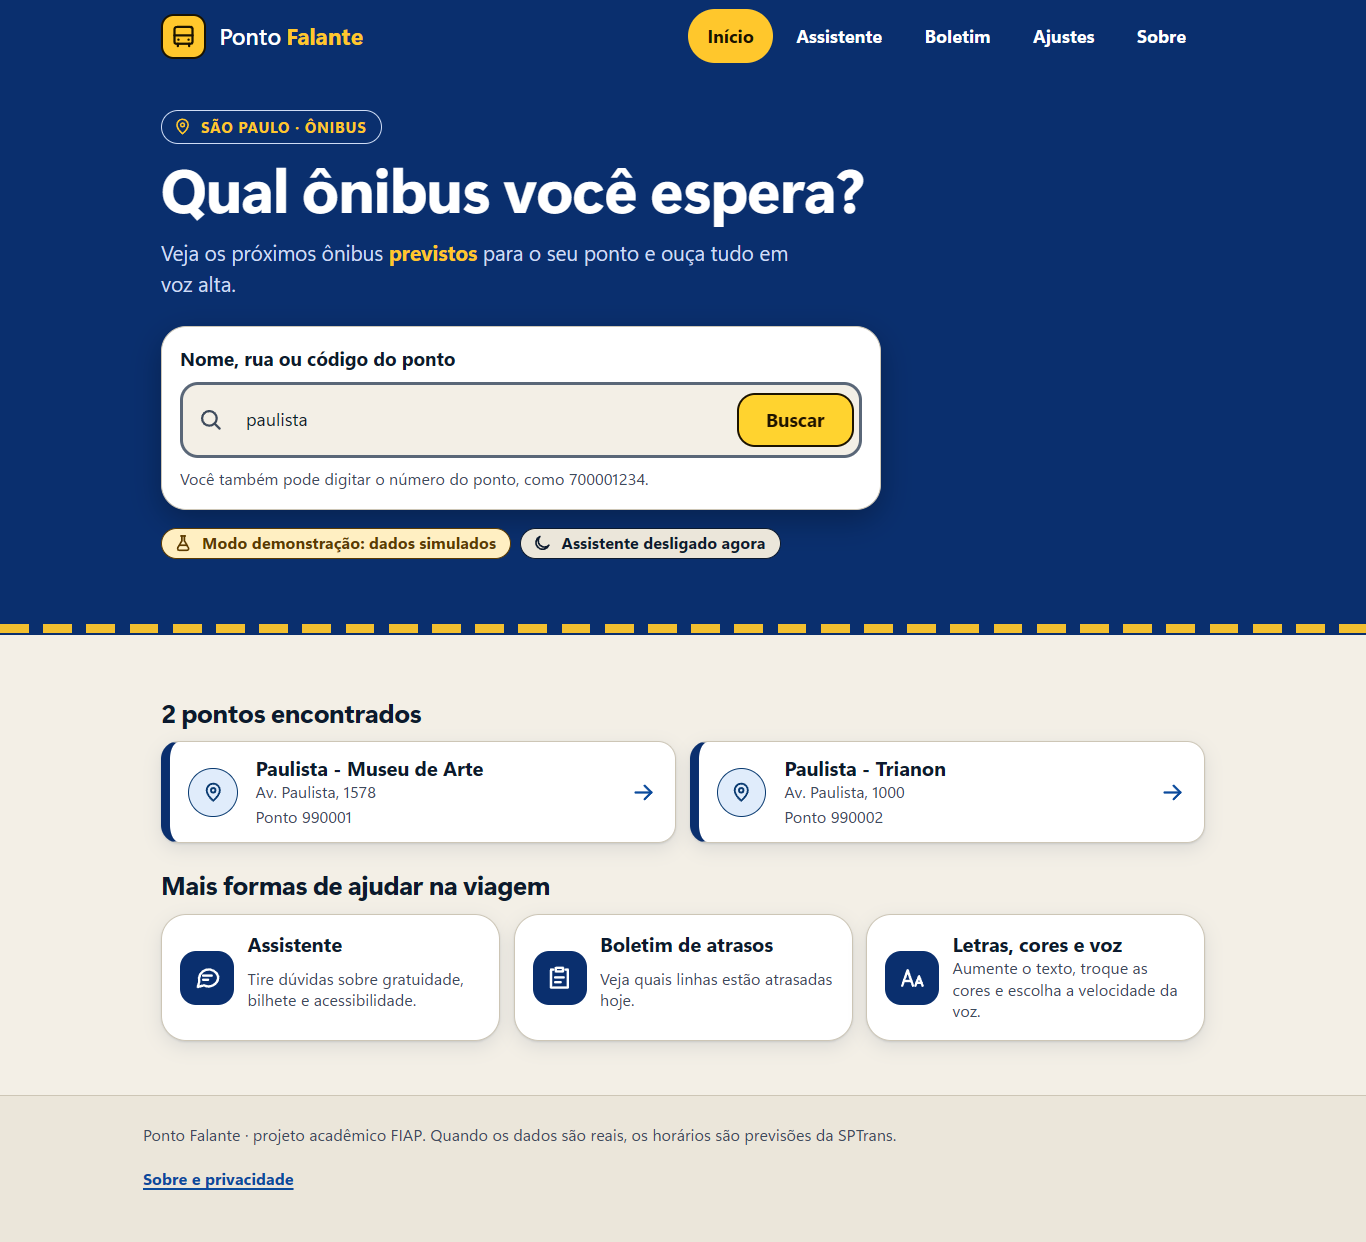 Ponto Falante
Início
Assistente
Boletim
Ajustes
Sobre
SÃO PAULO · ÔNIBUS
Qual ônibus você espera?
Veja os próximos ônibus previstos para o seu ponto e ouça tudo em
voz alta.
Nome, rua ou código do ponto
paulista
Buscar
Você também pode digitar o número do ponto, como 700001234.
Modo demonstração: dados simulados
Assistente desligado agora
2 pontos encontrados
Paulista - Museu de Arte
Av. Paulista, 1578
Ponto 990001
Paulista - Trianon
Av. Paulista, 1000
Ponto 990002
Mais formas de ajudar na viagem
Assistente
Tire dúvidas sobre gratuidade,
bilhete e acessibilidade.
Boletim de atrasos
Veja quais linhas estão atrasadas
hoje.
Letras, cores e voz
Aumente o texto, troque as
cores e escolha a velocidade da
voz.
Ponto Falante · projeto acadêmico FIAP. Quando os dados são reais, os horários são previsões da SPTrans.
Sobre e privacidade